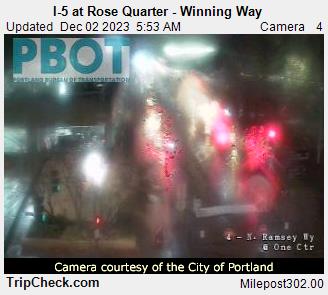 I-5 at Rose Quarter - Winning Way
Updated Dec 02 2023 5:53 AM Camera 4
PBOT
PORTLAND BUREAU OF TRANSPORTATION
4 - N. Ramsey Wy
@ One Ctr
Camera courtesy of the City of Portland
TripCheck.com Milepost302.00